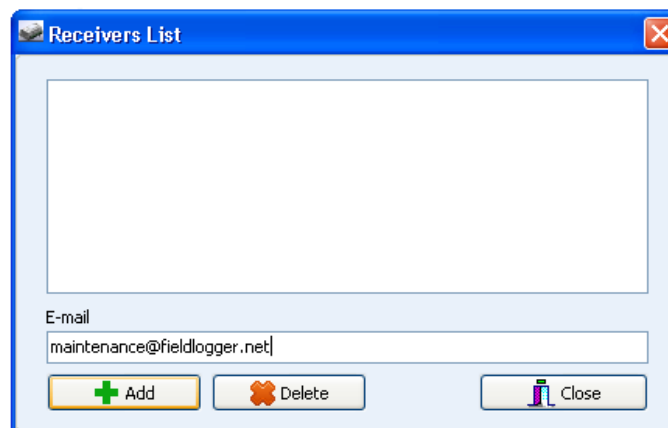 Receivers List
E-mail
maintenance@fieldlogger.net
Add Delete Close